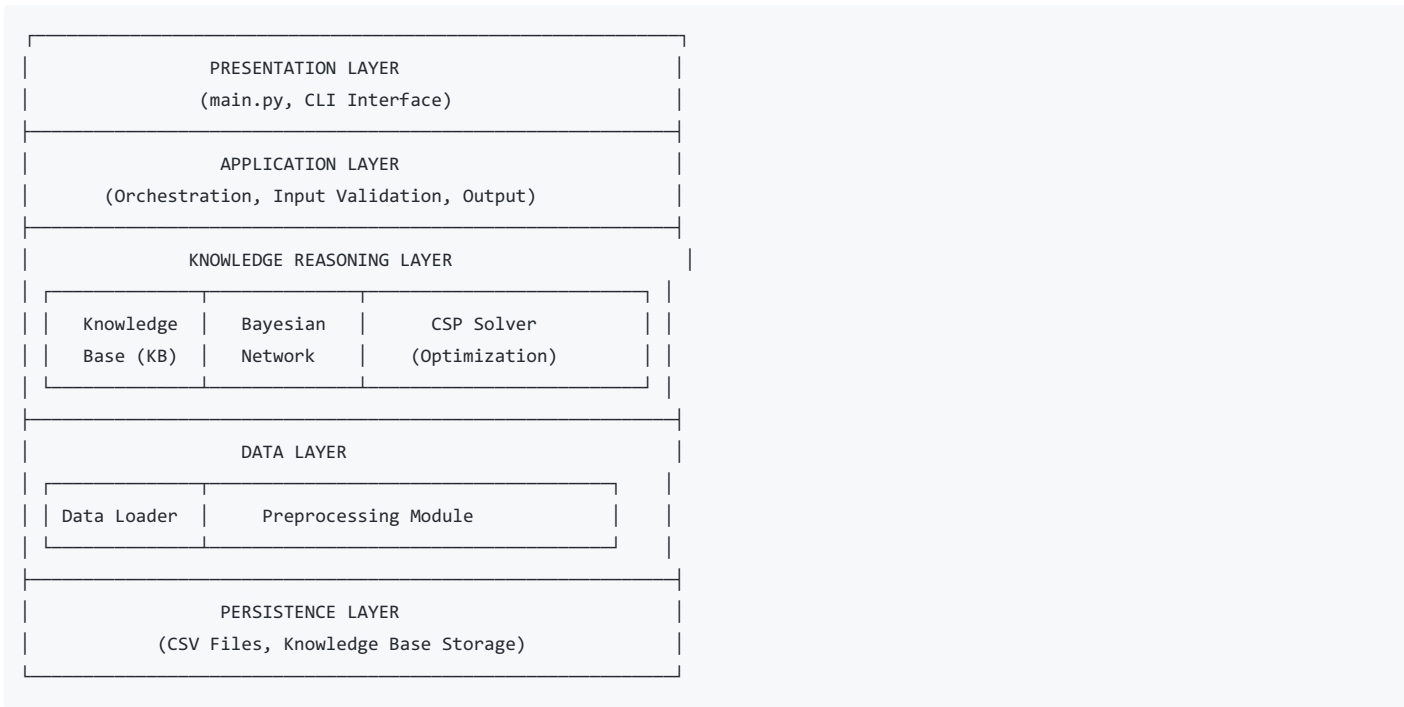 PRESENTATION LAYER
(main.py, CLI Interface)
APPLICATION LAYER
(Orchestration, Input Validation, Output)
KNOWLEDGE REASONING LAYER
Knowledge Bayesian CSP Solver
Base (KB) Network (Optimization)
DATA LAYER
Data Loader Preprocessing Module
PERSISTENCE LAYER
(CSV Files, Knowledge Base Storage)